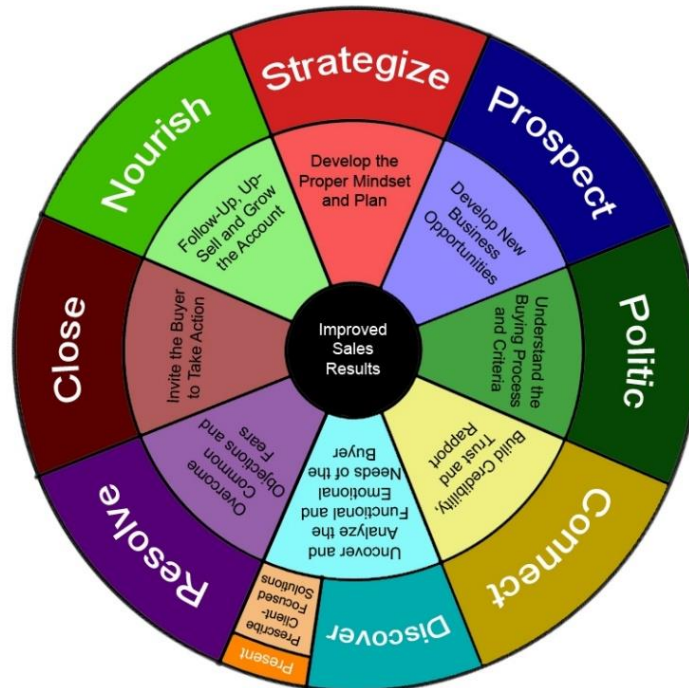 Strategize
Develop the
Proper Mindset
and Plan
Prospect
Develop New
Business
Opportunities
Politic
Understand the
Buying Process
and Criteria
Connect
Build Credibility,
Trust and
Rapport
Discover
Uncover and
Analyze the
Functional and
Emotional
Needs of the
Buyer
Present
Prescribe
Client-
Focused
Solutions
Resolve
Overcome
Common
Objections and
Fears
Close
Invite the Buyer
to Take Action
Nourish
Follow-Up, Up-
Sell and Grow
the Account
Improved
Sales
Results